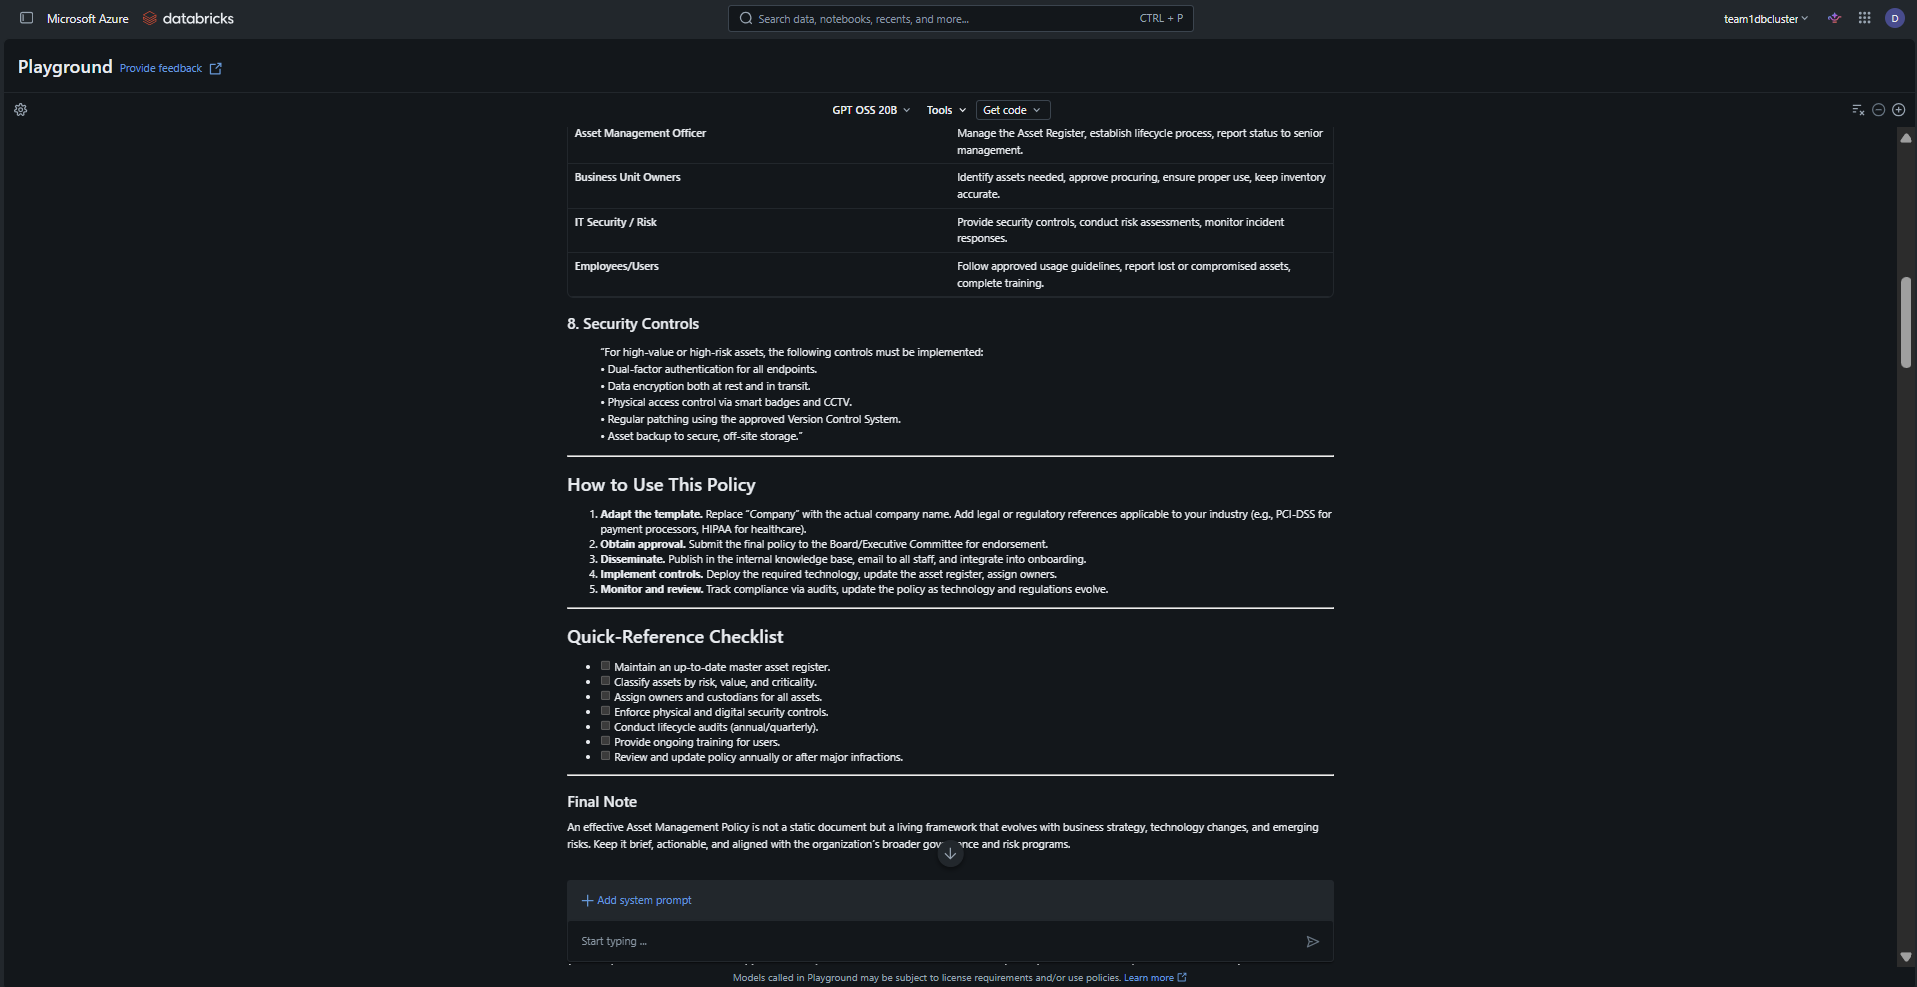 Microsoft Azure databricks
Search data, notebooks, recents, and more... CTRL + P
team1dbcluster
D
Playground Provide feedback
GPT OSS 20B Tools Get code
Asset Management Officer Manage the Asset Register, establish lifecycle process, report status to senior
management.
Business Unit Owners Identify assets needed, approve procuring, ensure proper use, keep inventory
accurate.
IT Security / Risk Provide security controls, conduct risk assessments, monitor incident
responses.
Employees/Users Follow approved usage guidelines, report lost or compromised assets,
complete training.
8. Security Controls
"For high-value or high-risk assets, the following controls must be implemented:
• Dual-factor authentication for all endpoints.
• Data encryption both at rest and in transit.
• Physical access control via smart badges and CCTV.
• Regular patching using the approved Version Control System.
• Asset backup to secure, off-site storage."
How to Use This Policy
1. Adapt the template. Replace "Company" with the actual company name. Add legal or regulatory references applicable to your industry (e.g., PCI-DSS for
payment processors, HIPAA for healthcare).
2. Obtain approval. Submit the final policy to the Board/Executive Committee for endorsement.
3. Disseminate. Publish in the internal knowledge base, email to all staff, and integrate into onboarding.
4. Implement controls. Deploy the required technology, update the asset register, assign owners.
5. Monitor and review. Track compliance via audits, update the policy as technology and regulations evolve.
Quick-Reference Checklist
• Maintain an up-to-date master asset register.
• Classify assets by risk, value, and criticality.
• Assign owners and custodians for all assets.
• Enforce physical and digital security controls.
• Conduct lifecycle audits (annual/quarterly).
• Provide ongoing training for users.
• Review and update policy annually or after major infractions.
Final Note
An effective Asset Management Policy is not a static document but a living framework that evolves with business strategy, technology changes, and emerging
risks. Keep it brief, actionable, and aligned with the organization's broader and risk programs.
+ Add system prompt
Start typing ...
Models called in Playground may be subject to license requirements and/or use policies. Learn more